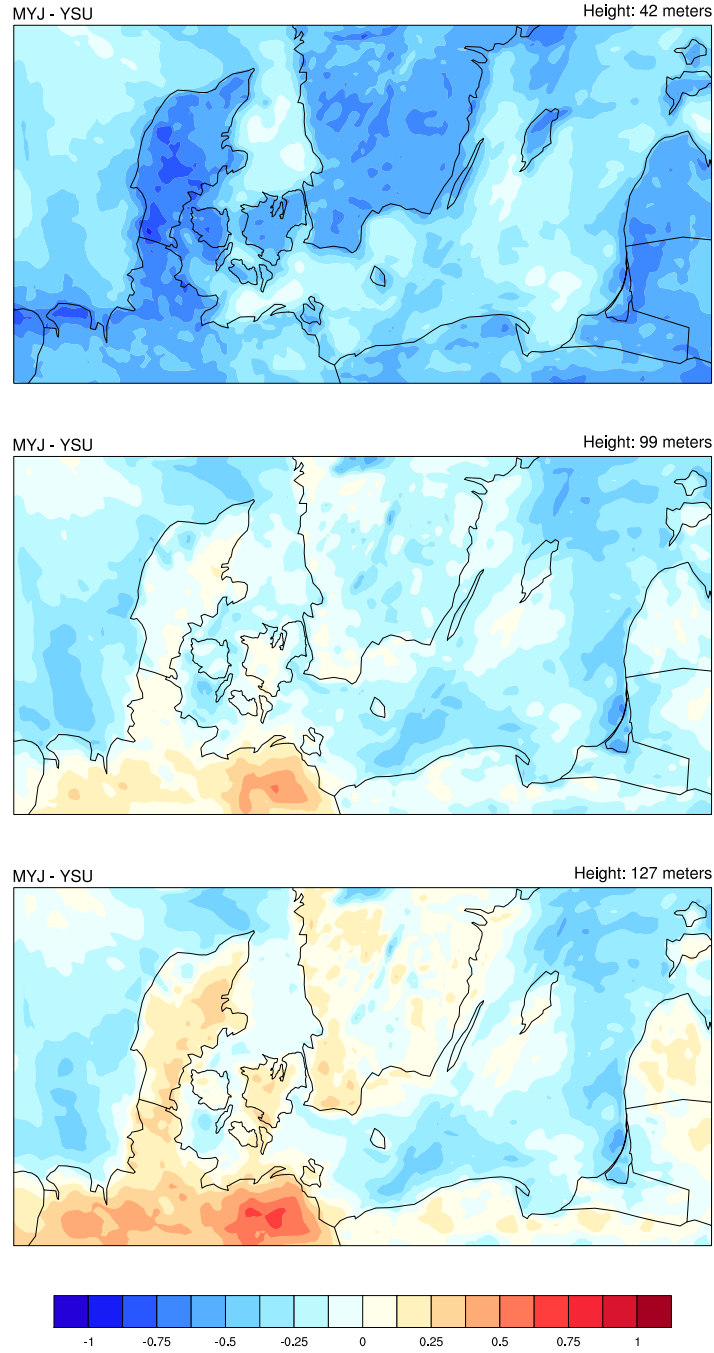 MYJ - YSU Height: 42 meters
MYJ - YSU Height: 99 meters
MYJ - YSU Height: 127 meters
-1 -0.75 -0.5 -0.25 0 0.25 0.5 0.75 1